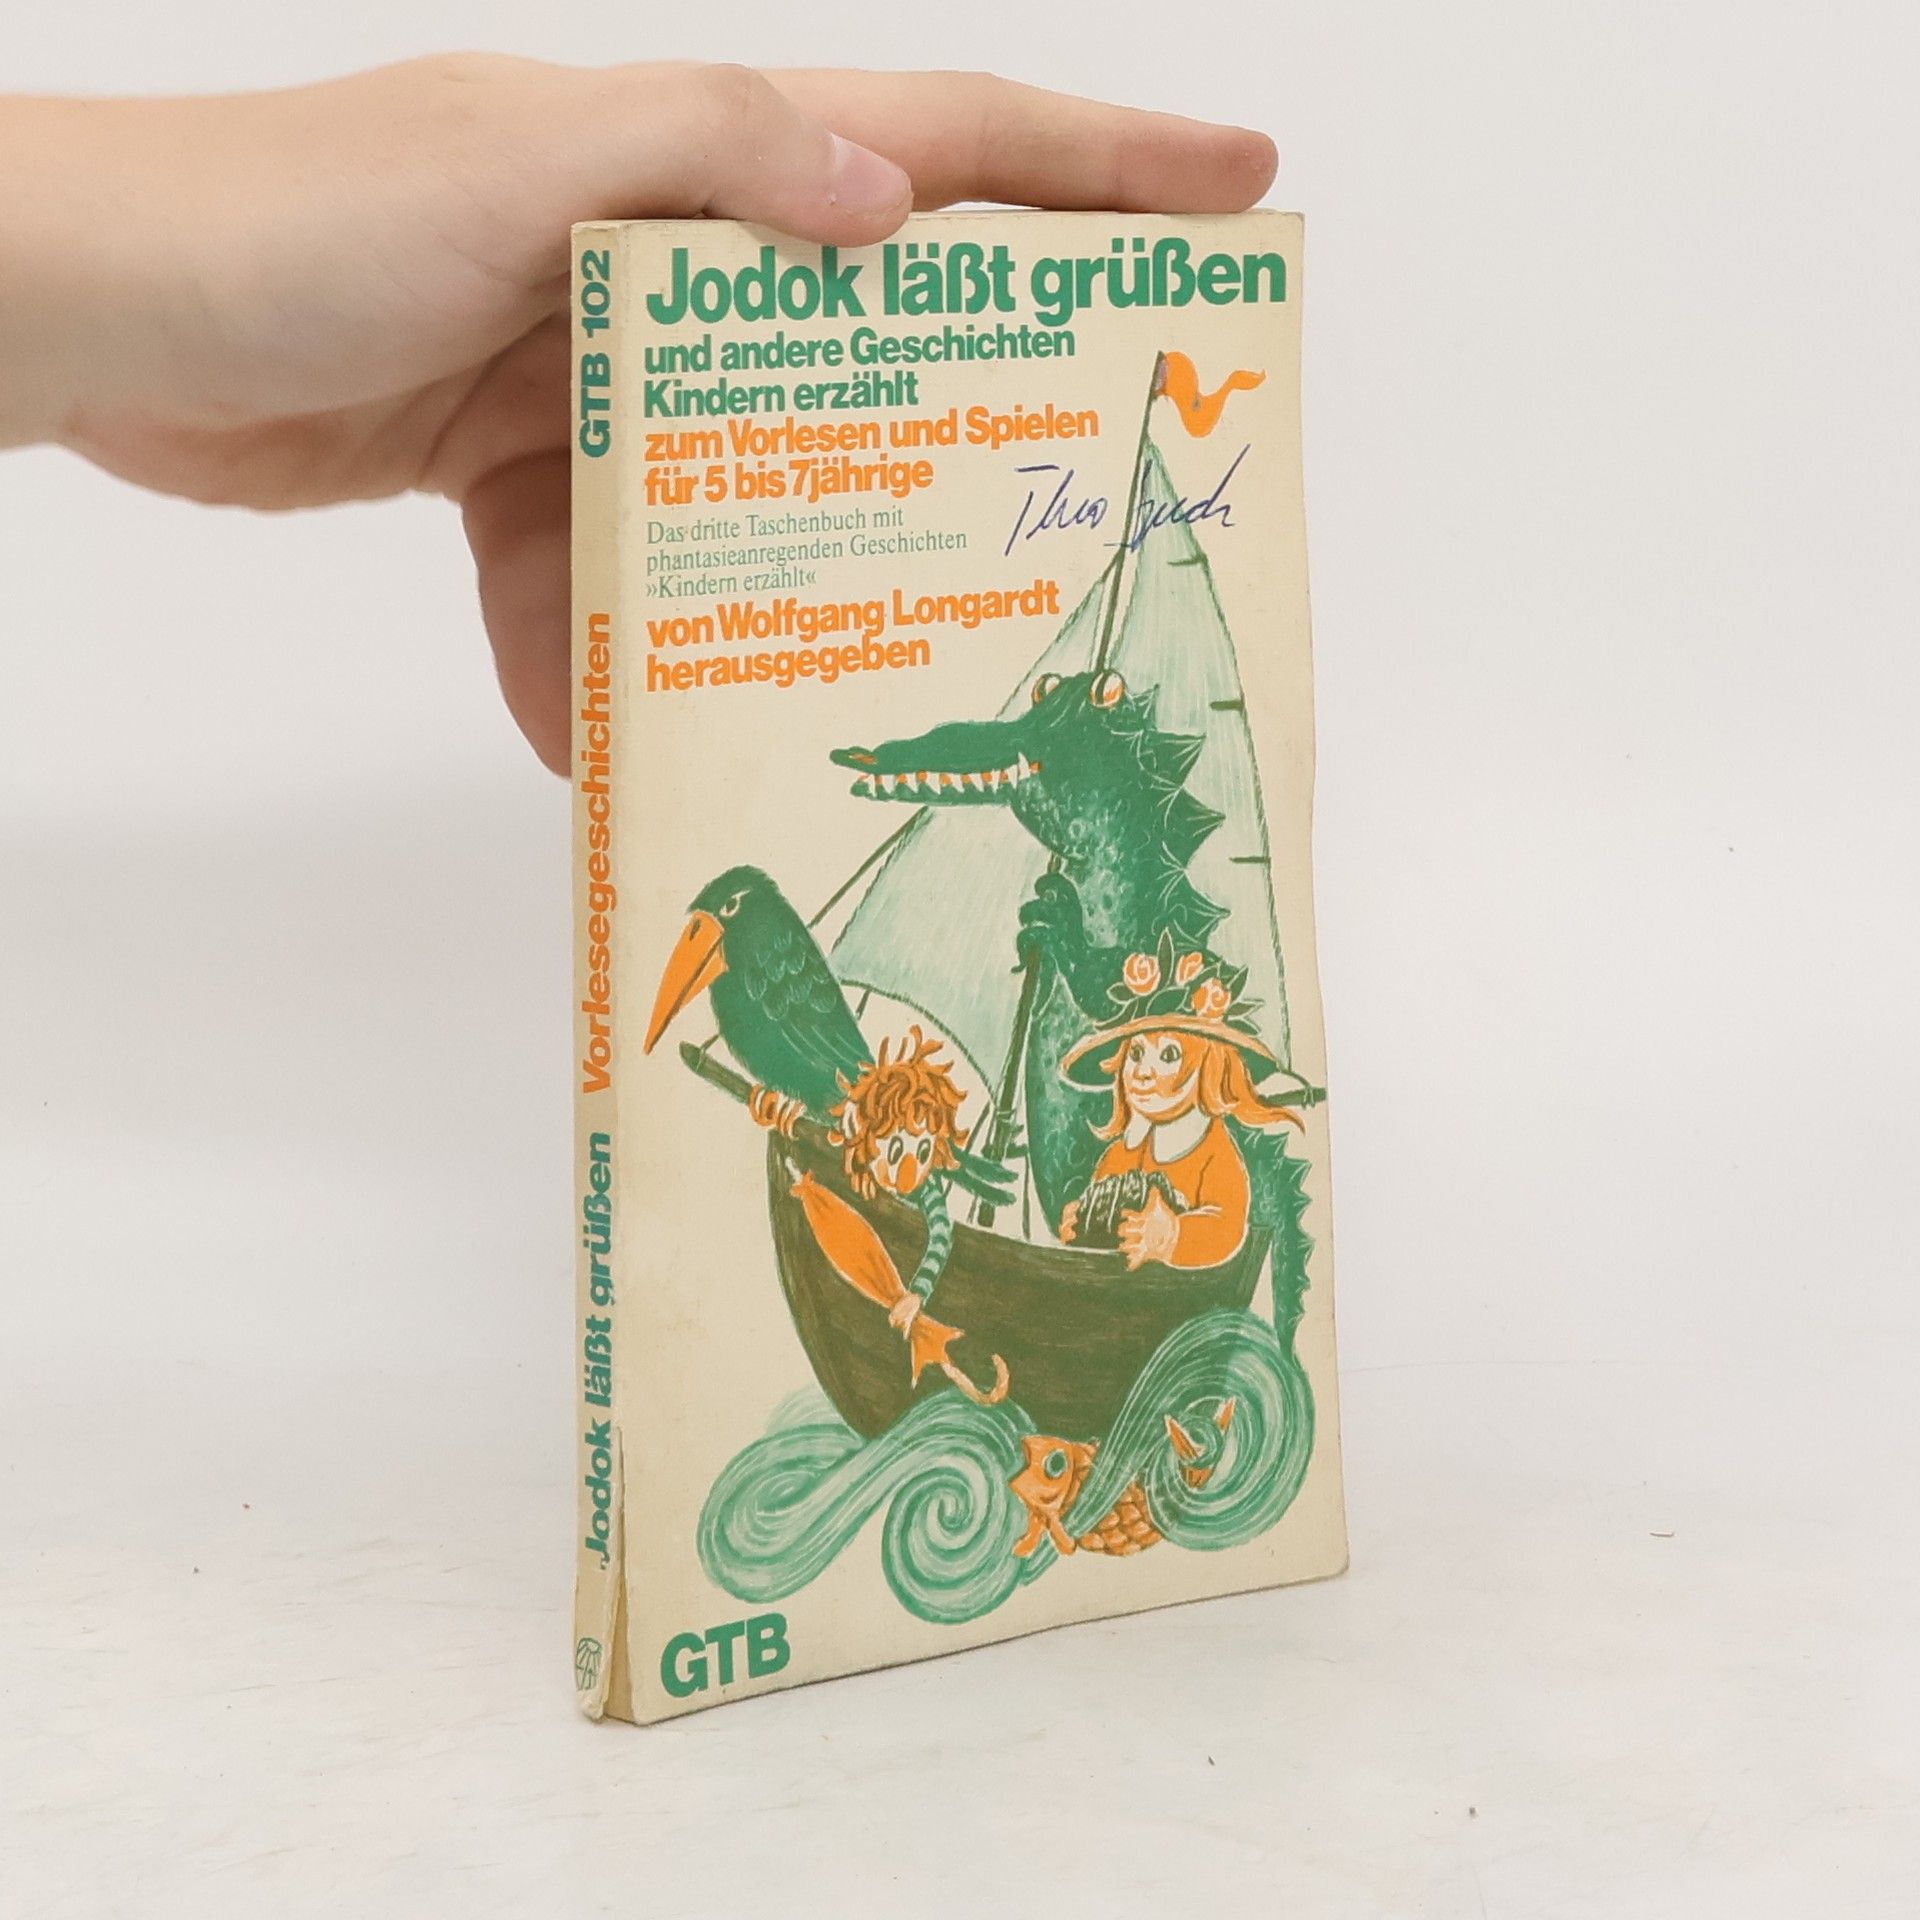 Jodok läßt grüßen
und andere Geschichten
Kindern erzählt
zum Vorlesen und Spielen
für 5 bis 7jährige
Das dritte Taschenbuch mit
phantasieanregenden Geschichten
»Kindern erzählt«
von Wolfgang Longardt
herausgegeben
GTB
Jodok läßt grüßen Vorlesegeschichten GTB 102